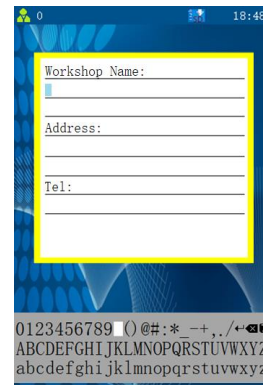 0 18:48
Workshop Name:
Address:
Tel:
0123456789 ()@#:*_-+,./↵
ABCDEFGHIJKLMNOPQRSTUVWXYZ
abcdefghijklmnopqrstuvwxyz